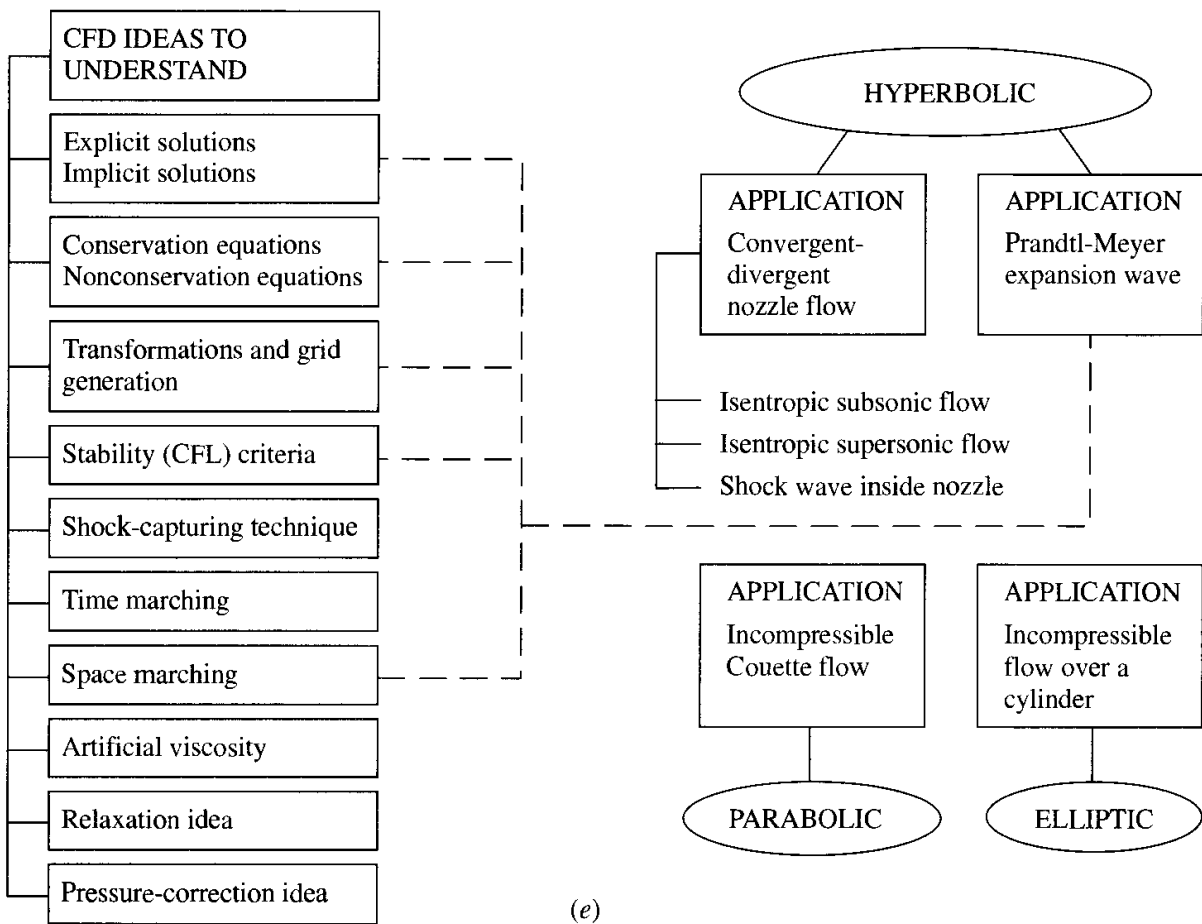 CFD IDEAS TO
UNDERSTAND
Explicit solutions
Implicit solutions
Conservation equations
Nonconservation equations
Transformations and grid
generation
Stability (CFL) criteria
Shock-capturing technique
Time marching
Space marching
Artificial viscosity
Relaxation idea
Pressure-correction idea
HYPERBOLIC
APPLICATION
Convergent-
divergent
nozzle flow
APPLICATION
Prandtl-Meyer
expansion wave
Isentropic subsonic flow
Isentropic supersonic flow
Shock wave inside nozzle
APPLICATION
Incompressible
Couette flow
APPLICATION
Incompressible
flow over a
cylinder
PARABOLIC
ELLIPTIC
(e)